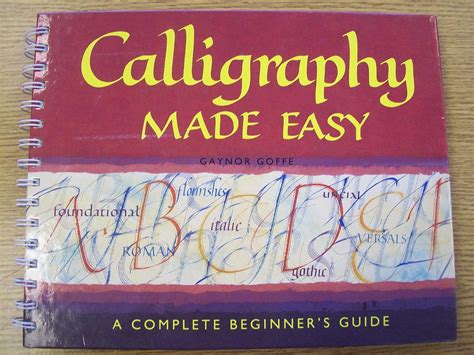 Calligraphy
MADE EASY
GAYNOR GOFFE
flourishes uncial
foundational
A B C D
italic
ROMAN VERSALS
gothic
A COMPLETE BEGINNER'S GUIDE